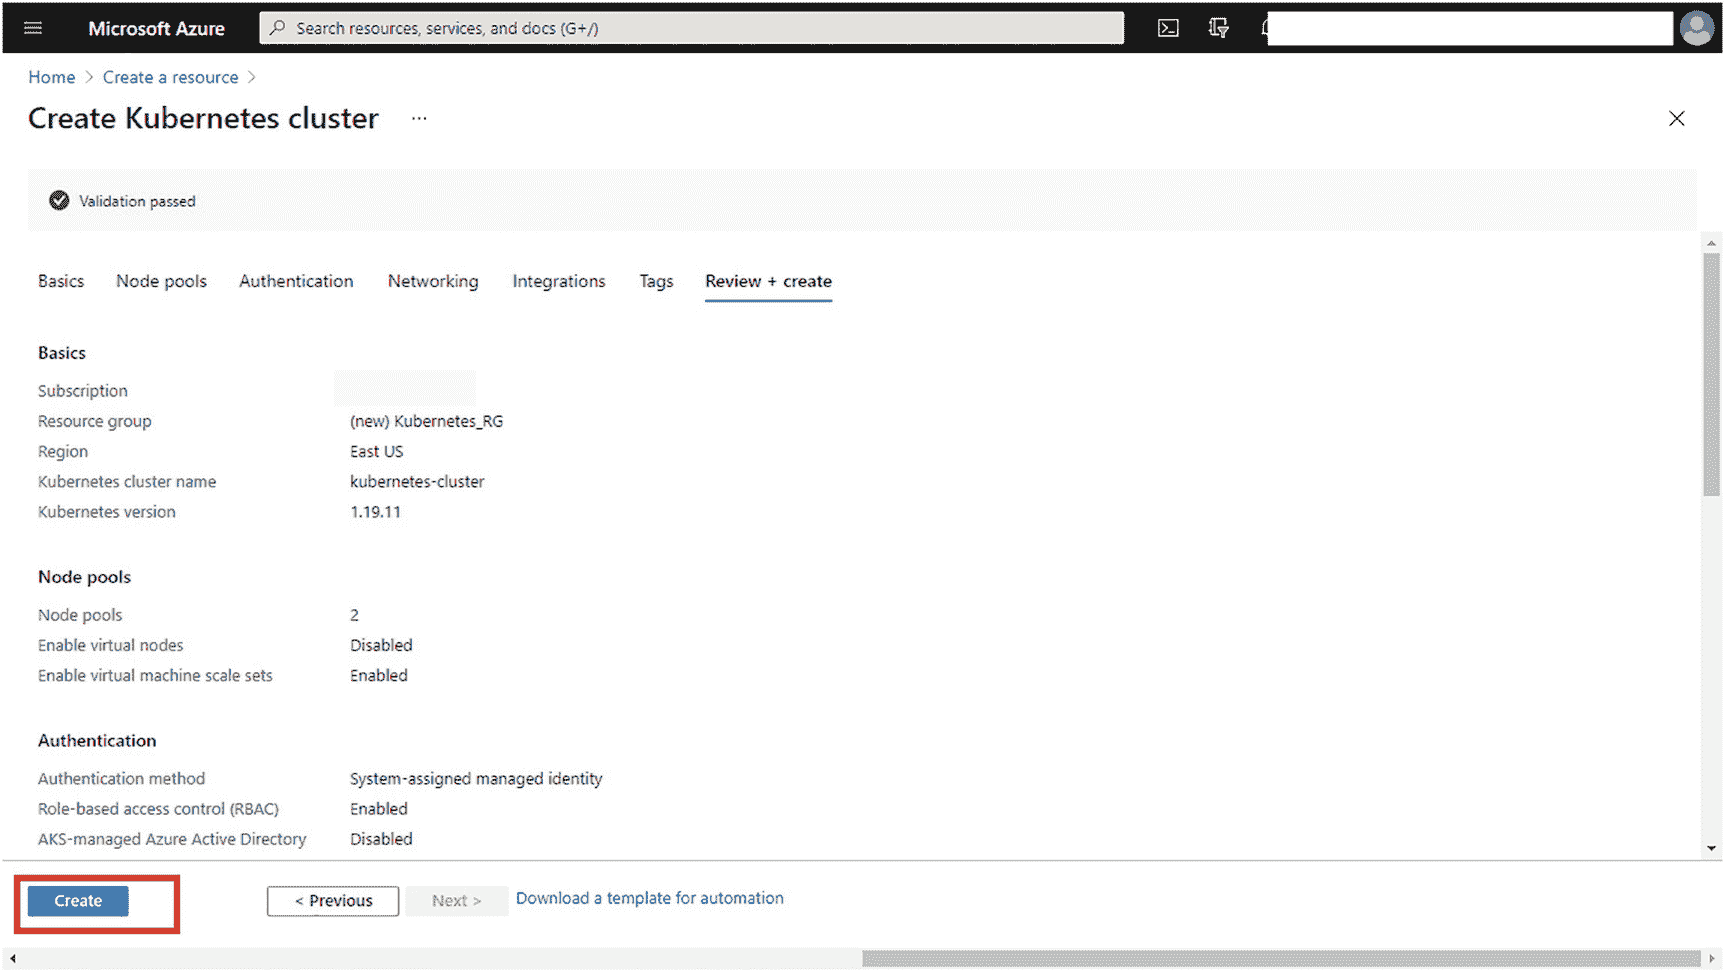 Microsoft Azure
Search resources, services, and docs (G+/)
Home > Create a resource >
Create Kubernetes cluster ...
Validation passed
Basics Node pools Authentication Networking Integrations Tags Review + create
Basics
Subscription
Resource group (new) Kubernetes_RG
Region East US
Kubernetes cluster name kubernetes-cluster
Kubernetes version 1.19.11
Node pools
Node pools 2
Enable virtual nodes Disabled
Enable virtual machine scale sets Enabled
Authentication
Authentication method System-assigned managed identity
Role-based access control (RBAC) Enabled
AKS-managed Azure Active Directory Disabled
Create < Previous Next > Download a template for automation